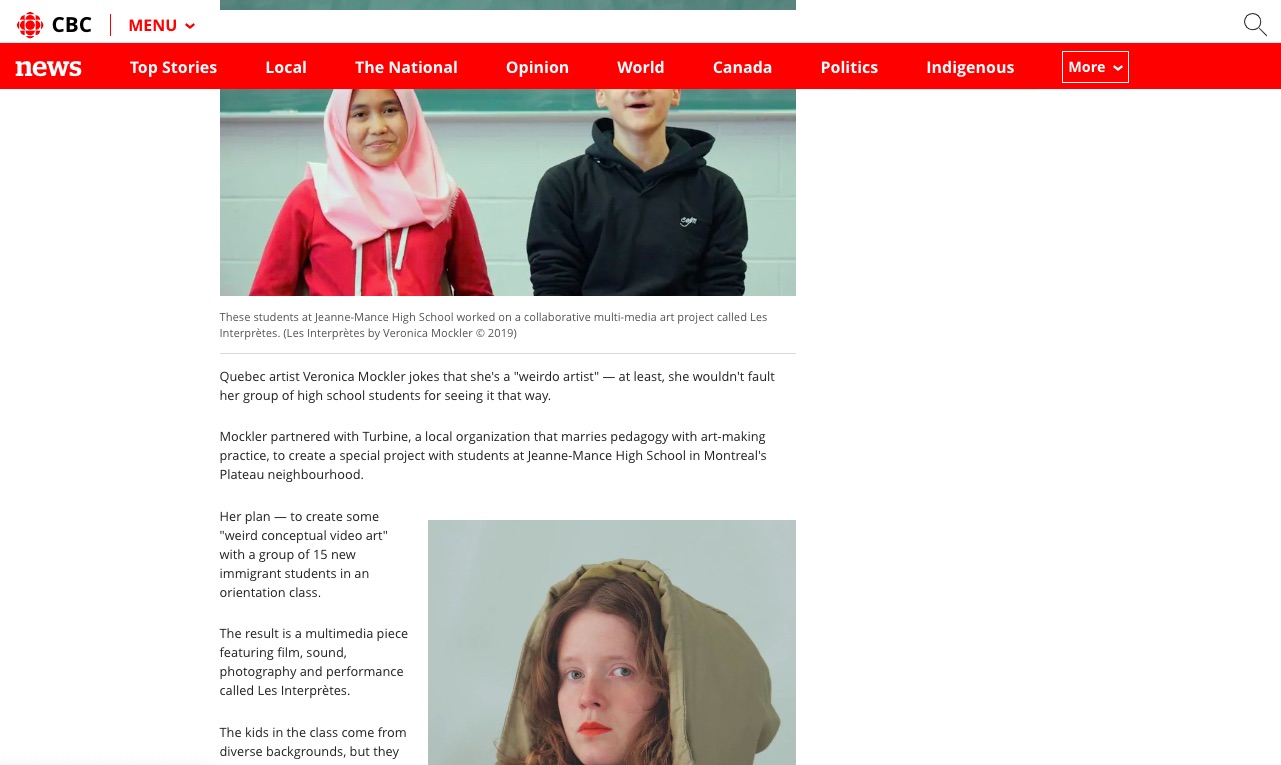 CBC
MENU
news
Top Stories
Local
The National
Opinion
World
Canada
Politics
Indigenous
More
These students at Jeanne-Mance High School worked on a collaborative multi-media art project called Les
Interprètes. (Les Interprètes by Veronica Mockler © 2019)
Quebec artist Veronica Mockler jokes that she's a "weirdo artist" — at least, she wouldn't fault
her group of high school students for seeing it that way.
Mockler partnered with Turbine, a local organization that marries pedagogy with art-making
practice, to create a special project with students at Jeanne-Mance High School in Montreal's
Plateau neighbourhood.
Her plan — to create some
"weird conceptual video art"
with a group of 15 new
immigrant students in an
orientation class.
The result is a multimedia piece
featuring film, sound,
photography and performance
called Les Interprètes.
The kids in the class come from
diverse backgrounds, but they